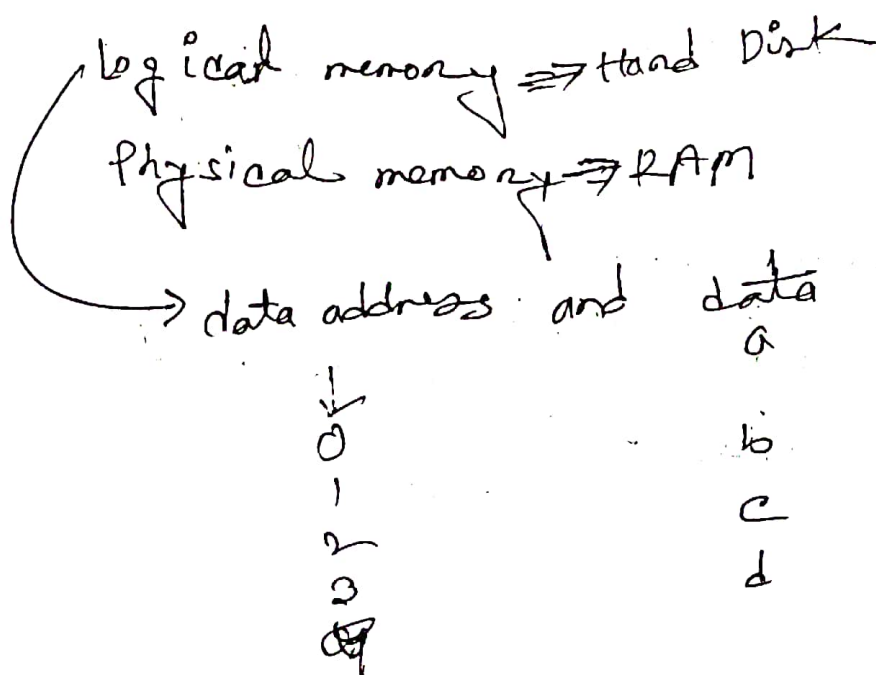 Logical memory ⇒ Hard Disk
Physical memory ⇒ RAM
data address and data
a
0 b
1 c
2 d
3